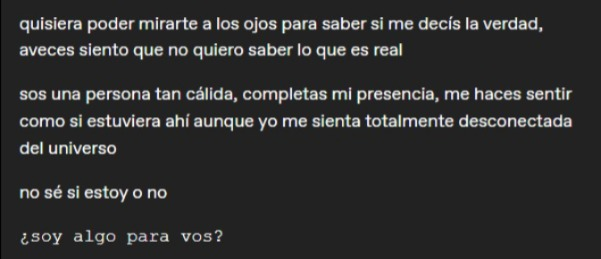 quisiera poder mirarte a los ojos para saber si me decís la verdad,
aveces siento que no quiero saber lo que es real
sos una persona tan cálida, completas mi presencia, me haces sentir
como si estuviera ahí aunque yo me sienta totalmente desconectada
del universo
no sé si estoy o no
¿soy algo para vos?